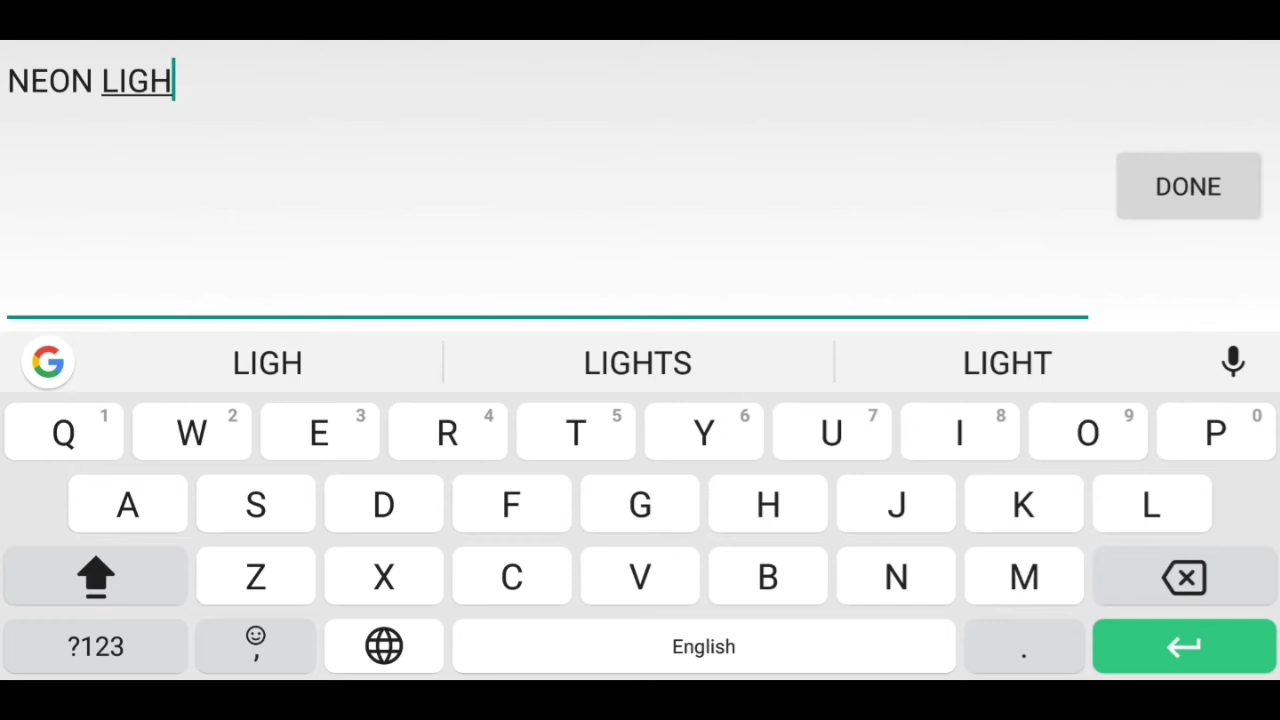 NEON LIGH
DONE
LIGH LIGHTS LIGHT
Q 1 W 2 E 3 R 4 T 5 Y 6 U 7 I 8 O 9 P 0
A S D F G H J K L
Z X C V B N M
?123 , English .